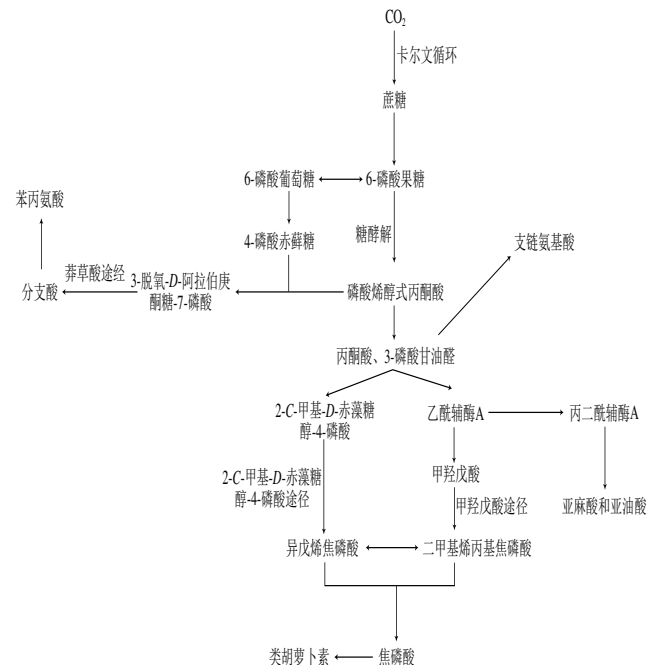 CO2
卡尔文循环
蔗糖
6-磷酸葡萄糖
6-磷酸果糖
苯丙氨酸
4-磷酸赤藓糖
糖酵解
支链氨基酸
莽草酸途经
3-脱氧-D-阿拉伯庚
酮糖-7-磷酸
分支酸
磷酸烯醇式丙酮酸
丙酮酸、3-磷酸甘油醛
2-C-甲基-D-赤藻糖
醇-4-磷酸
乙酰辅酶A
丙二酰辅酶A
2-C-甲基-D-赤藻糖
醇-4-磷酸途径
甲羟戊酸
甲羟戊酸途径
亚麻酸和亚油酸
异戊烯焦磷酸
二甲基烯丙基焦磷酸
类胡萝卜素
焦磷酸